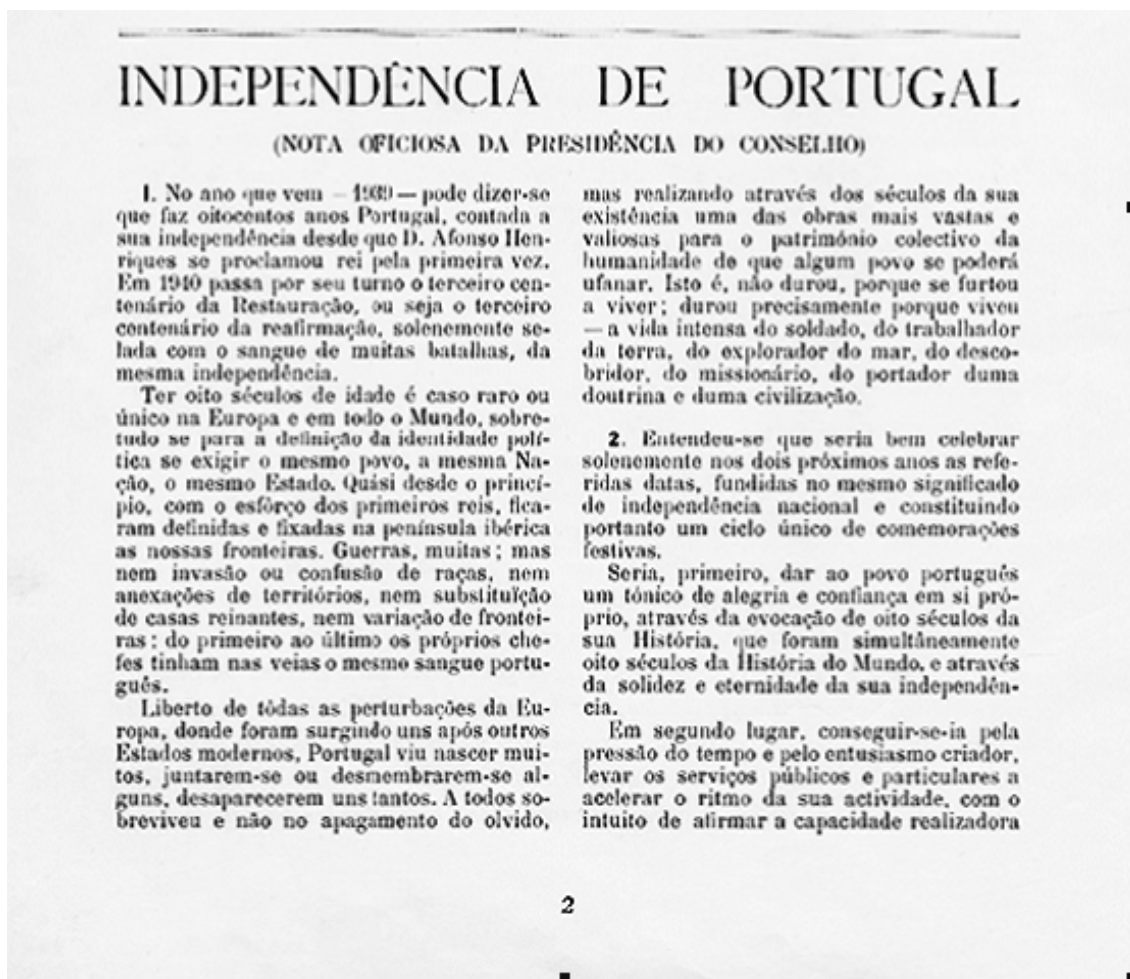 INDEPENDÊNCIA DE PORTUGAL
(NOTA OFICIOSA DA PRESIDÊNCIA DO CONSELHO)
1. No ano que vem — 1939 — pode dizer-se
que faz oitocentos anos Portugal, contada a
sua independência desde que D. Afonso Hen-
riques se proclamou rei pela primeira vez.
Em 1940 passa por seu turno o terceiro cen-
tenário da Restauração, ou seja o terceiro
centenário da reafirmação, solenemente se-
lada com o sangue de muitas batalhas, da
mesma independência.
Ter oito séculos de idade é caso raro ou
único na Europa e em todo o Mundo, sobre-
tudo se para a definição da identidade polí-
tica se exigir o mesmo povo, a mesma Na-
ção, o mesmo Estado. Quási desde o princí-
pio, com o esfôrço dos primeiros reis, fica-
ram definidas e fixadas na península ibérica
as nossas fronteiras. Guerras, muitas; mas
nem invasão ou confusão de raças, nem
anexações de territórios, nem substituïção
de casas reinantes, nem variação de frontei-
ras; do primeiro ao último os próprios che-
fes tinham nas veias o mesmo sangue portu-
guês.
Liberto de tôdas as perturbações da Eu-
ropa, donde foram surgindo uns após outros
Estados modernos, Portugal viu nascer mui-
tos, juntarem-se ou desmembrarem-se al-
guns, desaparecerem uns tantos. A todos so-
breviveu e não no apagamento do olvido,
mas realizando através dos séculos da sua
existência uma das obras mais vastas e
valiosas para o património colectivo da
humanidade de que algum povo se poderá
ufanar. Isto é, não durou, porque se furtou
a viver; durou precisamente porque viveu
— a vida intensa do soldado, do trabalhador
da terra, do explorador do mar, do desco-
bridor, do missionário, do portador duma
doutrina e duma civilização.
2. Entendeu-se que seria bem celebrar
solenemente nos dois próximos anos as refe-
ridas datas, fundidas no mesmo significado
de independência nacional e constituindo
portanto um ciclo único de comemorações
festivas.
Seria, primeiro, dar ao povo português
um tónico de alegria e confiança em si pró-
prio, através da evocação de oito séculos da
sua História, que foram simultâneamente
oito séculos da História do Mundo, e através
da solidez e eternidade da sua independên-
cia.
Em segundo lugar, conseguir-se-ia pela
pressão do tempo e pelo entusiasmo criador,
levar os serviços públicos e particulares a
acelerar o ritmo da sua actividade, com o
intuito de afirmar a capacidade realizadora
2